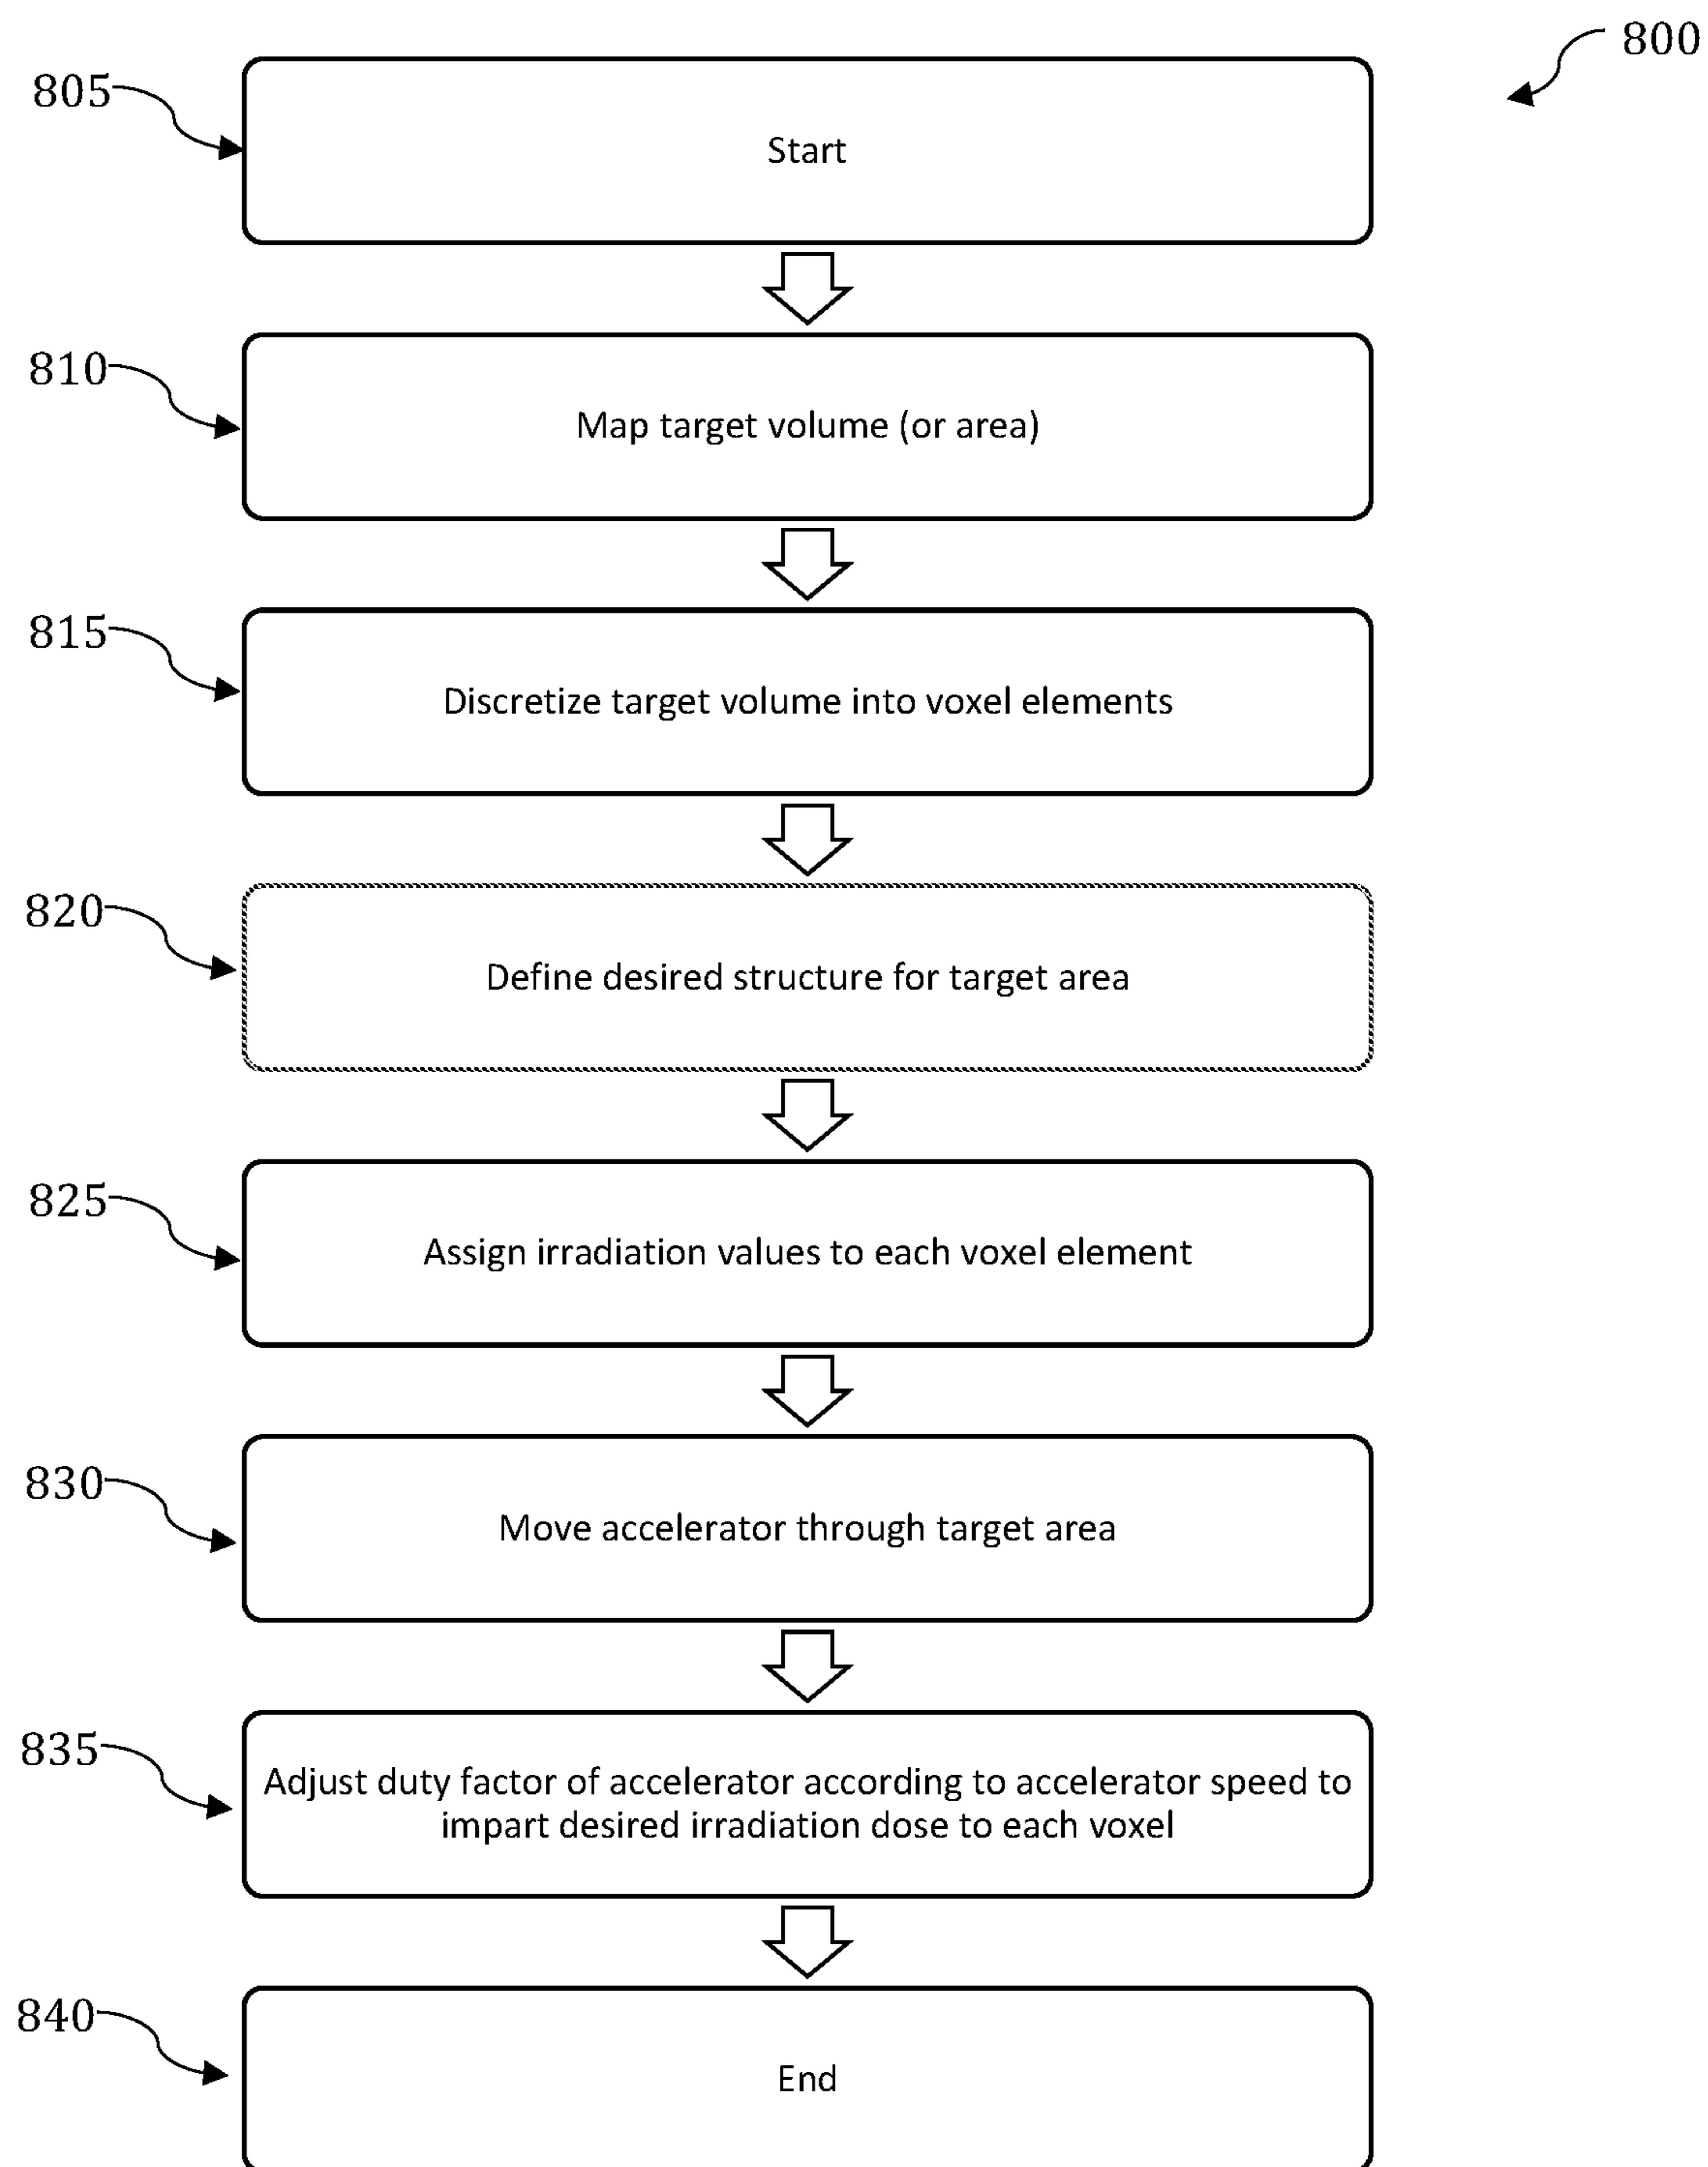 800
805
Start
810
Map target volume (or area)
815
Discretize target volume into voxel elements
820
Define desired structure for target area
825
Assign irradiation values to each voxel element
830
Move accelerator through target area
835
Adjust duty factor of accelerator according to accelerator speed to
impart desired irradiation dose to each voxel
840
End